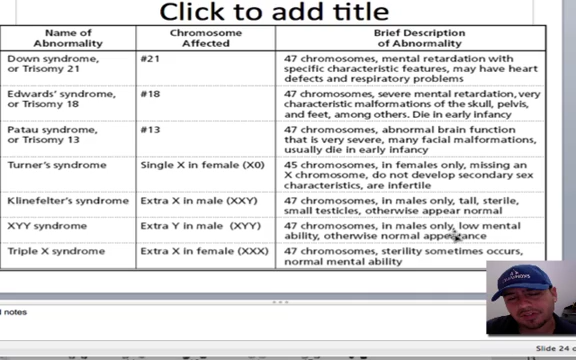 Click to add title
Name of
Abnormality
Chromosome
Affected
Brief Description
of Abnormality
Down syndrome,
or Trisomy 21
#21
47 chromosomes, mental retardation with
specific characteristic features, may have heart
defects and respiratory problems
Edwards' syndrome,
or Trisomy 18
#18
47 chromosomes, severe mental retardation, very
characteristic malformations of the skull, pelvis,
and feet, among others. Die in early infancy
Patau syndrome,
or Trisomy 13
#13
47 chromosomes, abnormal brain function
that is very severe, many facial malformations,
usually die in early infancy
Turner's syndrome
Single X in female (X0)
45 chromosomes, in females only, missing an
X chromosome, do not develop secondary sex
characteristics, are infertile
Klinefelter's syndrome
Extra X in male (XXY)
47 chromosomes, in males only, tall, sterile,
small testicles, otherwise appear normal
XYY syndrome
Extra Y in male (XYY)
47 chromosomes, in males only, low mental
ability, otherwise normal appearance
Triple X syndrome
Extra X in female (XXX)
47 chromosomes, sterility sometimes occurs,
normal mental ability
notes
Slide 24 o